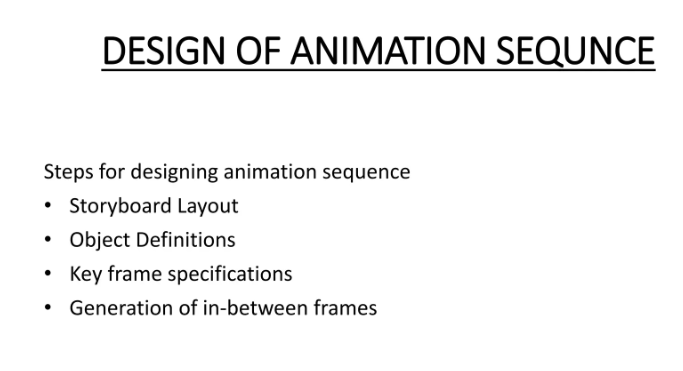 DESIGN OF ANIMATION SEQUNCE
Steps for designing animation sequence
• Storyboard Layout
• Object Definitions
• Key frame specifications
• Generation of in-between frames